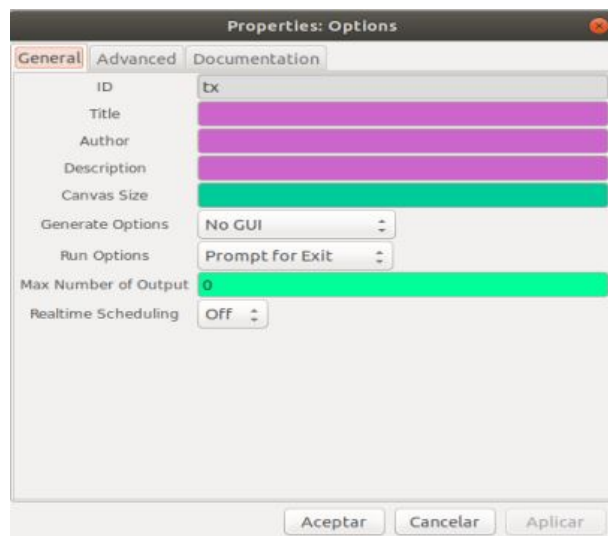 Properties: Options
General Advanced Documentation
ID tx
Title
Author
Description
Canvas Size
Generate Options No GUI
Run Options Prompt for Exit
Max Number of Output 0
Realtime Scheduling Off
Aceptar Cancelar Aplicar